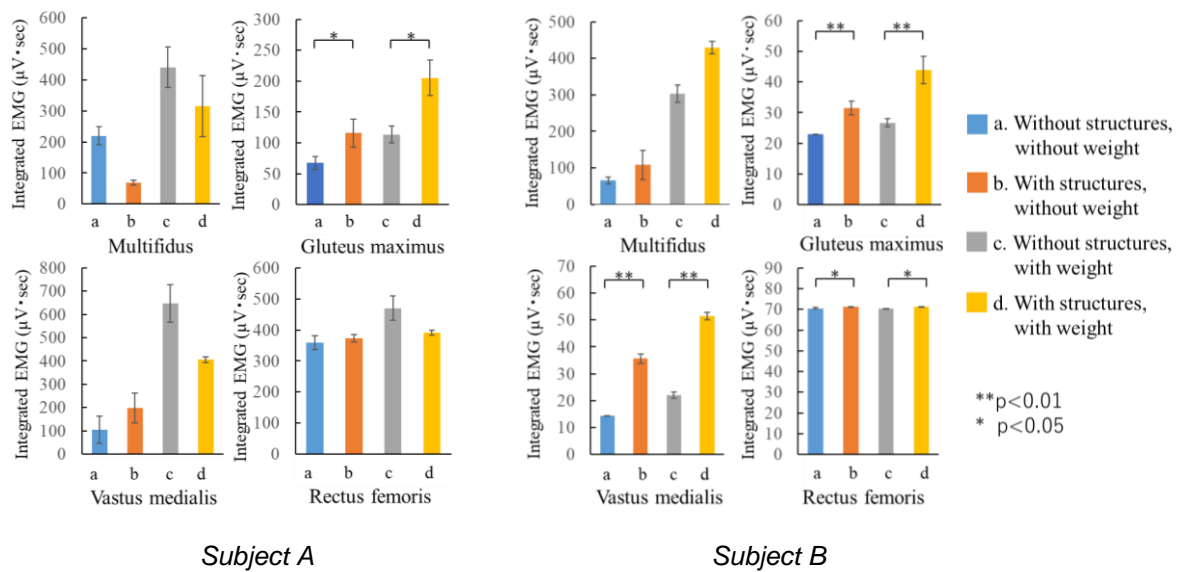 Integrated EMG (µV・sec)
600
500
400
300
200
100
0
a b c d
Multifidus
Integrated EMG (µV・sec)
300
250
200
150
100
50
0
* *
a b c d
Gluteus maximus
Integrated EMG (µV・sec)
500
400
300
200
100
0
a b c d
Multifidus
Integrated EMG (µV・sec)
60
50
40
30
20
10
0
** **
a b c d
Gluteus maximus
a. Without structures,
without weight
b. With structures,
without weight
c. Without structures,
with weight
d. With structures,
with weight
**p<0.01
* p<0.05
Integrated EMG (µV・sec)
800
700
600
500
400
300
200
100
0
a b c d
Vastus medialis
Integrated EMG (µV・sec)
600
500
400
300
200
100
0
a b c d
Rectus femoris
Integrated EMG (µV・sec)
70
60
50
40
30
20
10
0
** **
a b c d
Vastus medialis
Integrated EMG (µV・sec)
90
80
70
60
50
40
30
20
10
0
* *
a b c d
Rectus femoris
Subject A
Subject B